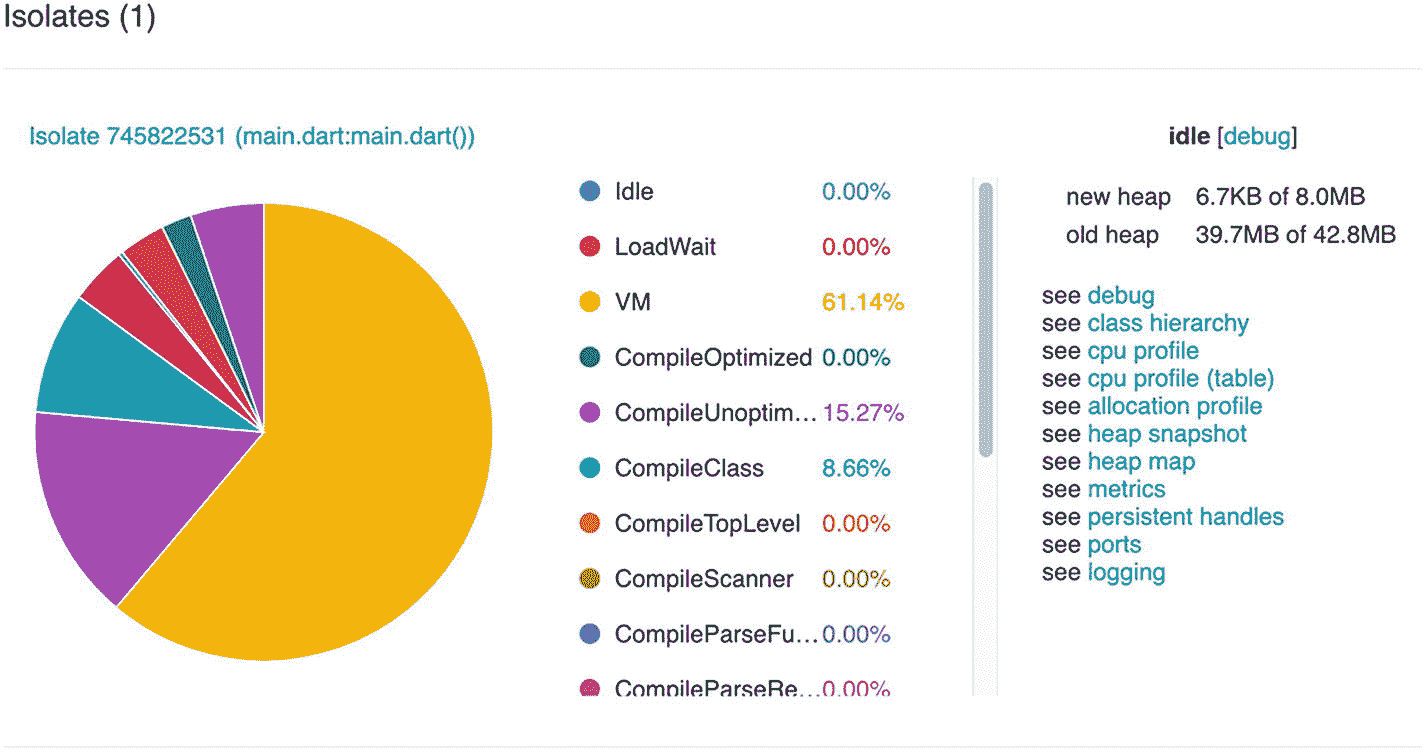 Isolates (1)
Isolate 745822531 (main.dart:main.dart())
Idle 0.00%
LoadWait 0.00%
VM 61.14%
CompileOptimized 0.00%
CompileUnoptim... 15.27%
CompileClass 8.66%
CompileTopLevel 0.00%
CompileScanner 0.00%
CompileParseFu... 0.00%
CompileParseRe... 0.00%
idle [debug]
new heap 6.7KB of 8.0MB
old heap 39.7MB of 42.8MB
see debug
see class hierarchy
see cpu profile
see cpu profile (table)
see allocation profile
see heap snapshot
see heap map
see metrics
see persistent handles
see ports
see logging